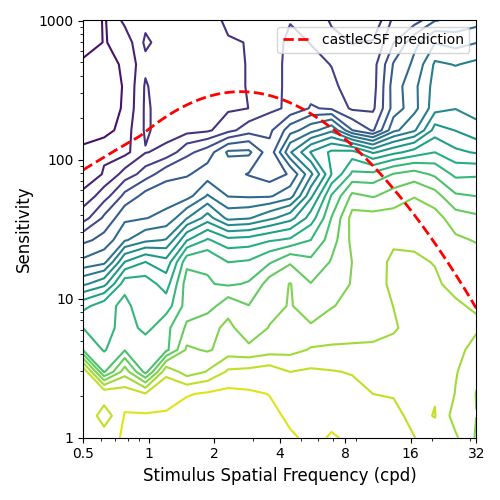 1000
castleCSF prediction
100
10
1
Sensitivity
0.5 1 2 4 8 16 32
Stimulus Spatial Frequency (cpd)